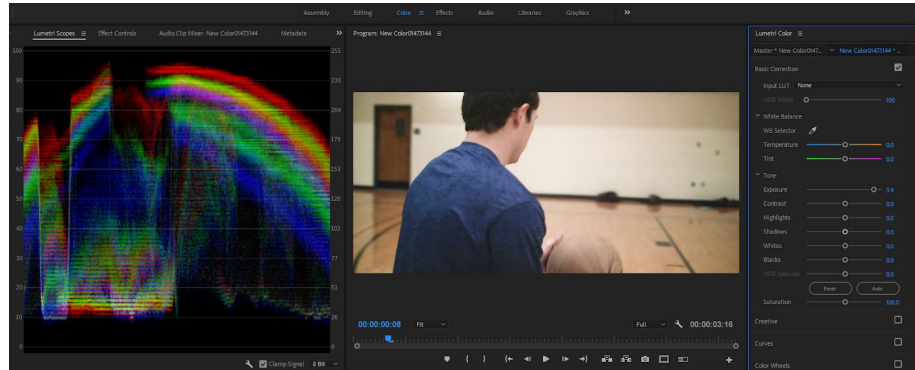 Assembly Editing Color Effects Audio Libraries Graphics »
Lumetri Scopes Effect Controls Audio Clip Mixer: New Color01473144 Metadata »
Program: New Color01473144
Lumetri Color
Master * New Color0147... New Color01473144 * ...
100 255
90 230
80 204
70 179
60 153
50 128
40 102
30 77
20 51
10 26
0
Clamp Signal 8 Bit
00:00:00:08 Fit Full 00:00:03:16
Basic Correction
Input LUT None
HDR White 100
White Balance
WB Selector
Temperature 0.0
Tint 0.0
Tone
Exposure 3.9
Contrast 0.0
Highlights 0.0
Shadows 0.0
Whites 0.0
Blacks 0.0
HDR Specular 0.0
Reset Auto
Saturation 100.0
Creative
Curves
Color Wheels